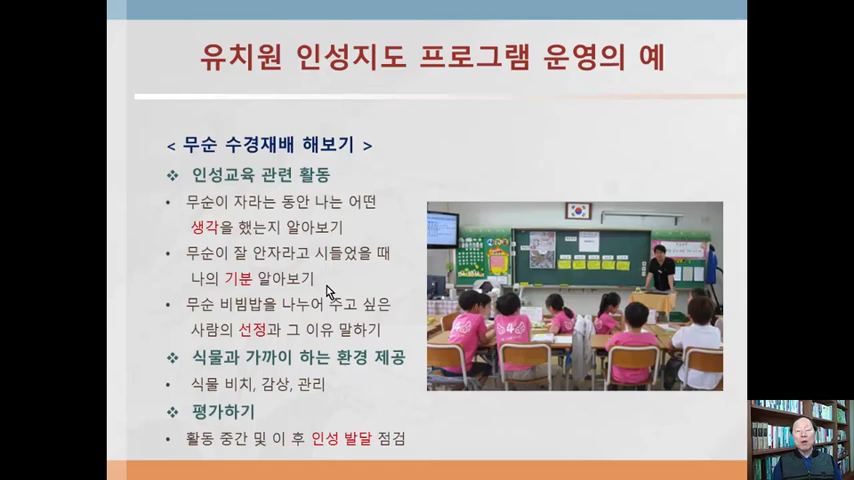 유치원 인성지도 프로그램 운영의 예
< 무순 수경재배 해보기 >
❖ 인성교육 관련 활동
• 무순이 자라는 동안 나는 어떤
생각을 했는지 알아보기
• 무순이 잘 안자라고 시들었을 때
나의 기분 알아보기
• 무순 비빔밥을 나누어 주고 싶은
사람의 선정과 그 이유 말하기
❖ 식물과 가까이 하는 환경 제공
• 식물 비치, 감상, 관리
❖ 평가하기
• 활동 중간 및 이 후 인성 발달 점검